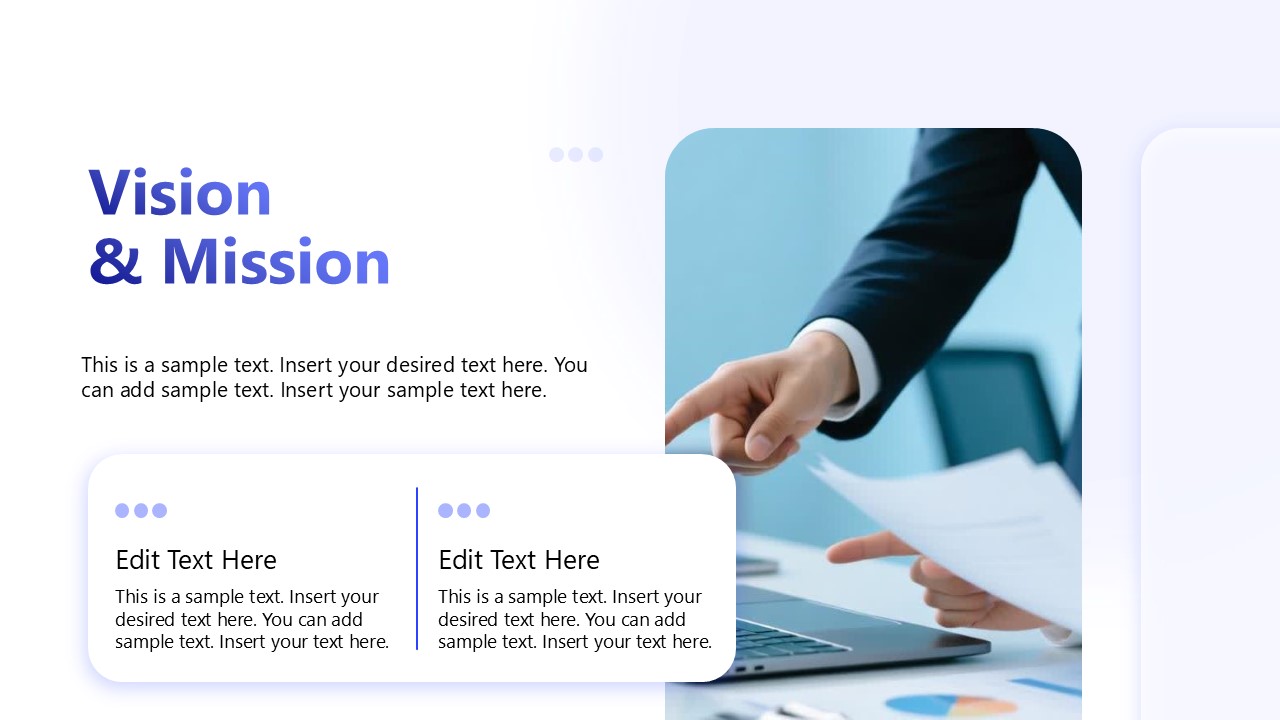 Vision
& Mission
This is a sample text. Insert your desired text here. You
can add sample text. Insert your sample text here.
Edit Text Here
This is a sample text. Insert your
desired text here. You can add
sample text. Insert your text here.
Edit Text Here
This is a sample text. Insert your
desired text here. You can add
sample text. Insert your text here.